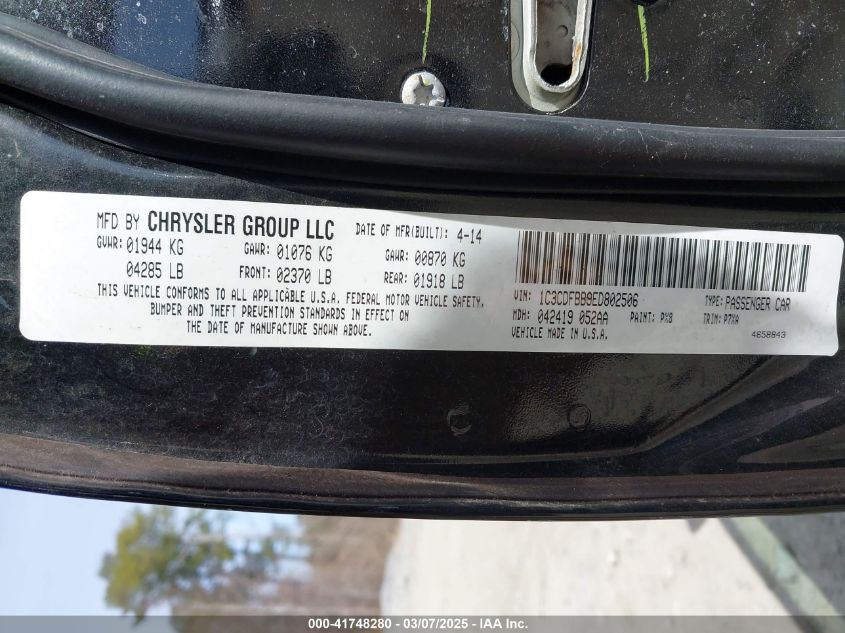 MFD BY CHRYSLER GROUP LLC DATE OF MFR(BUILT): 4-14
GVWR: 01944 KG GAWR: 01076 KG GAWR: 00870 KG
04285 LB FRONT: 02370 LB REAR: 01918 LB
THIS VEHICLE CONFORMS TO ALL APPLICABLE U.S.A. FEDERAL MOTOR VEHICLE SAFETY,
BUMPER AND THEFT PREVENTION STANDARDS IN EFFECT ON
THE DATE OF MANUFACTURE SHOWN ABOVE.
VIN: 1C3CDFBB9ED802506 TYPE: PASSENGER CAR
MDH: 042419 052AA PAINT: PX8 TRIM: P7XA
VEHICLE MADE IN U.S.A. 4658843
000-41748280 - 03/07/2025 - IAA Inc.